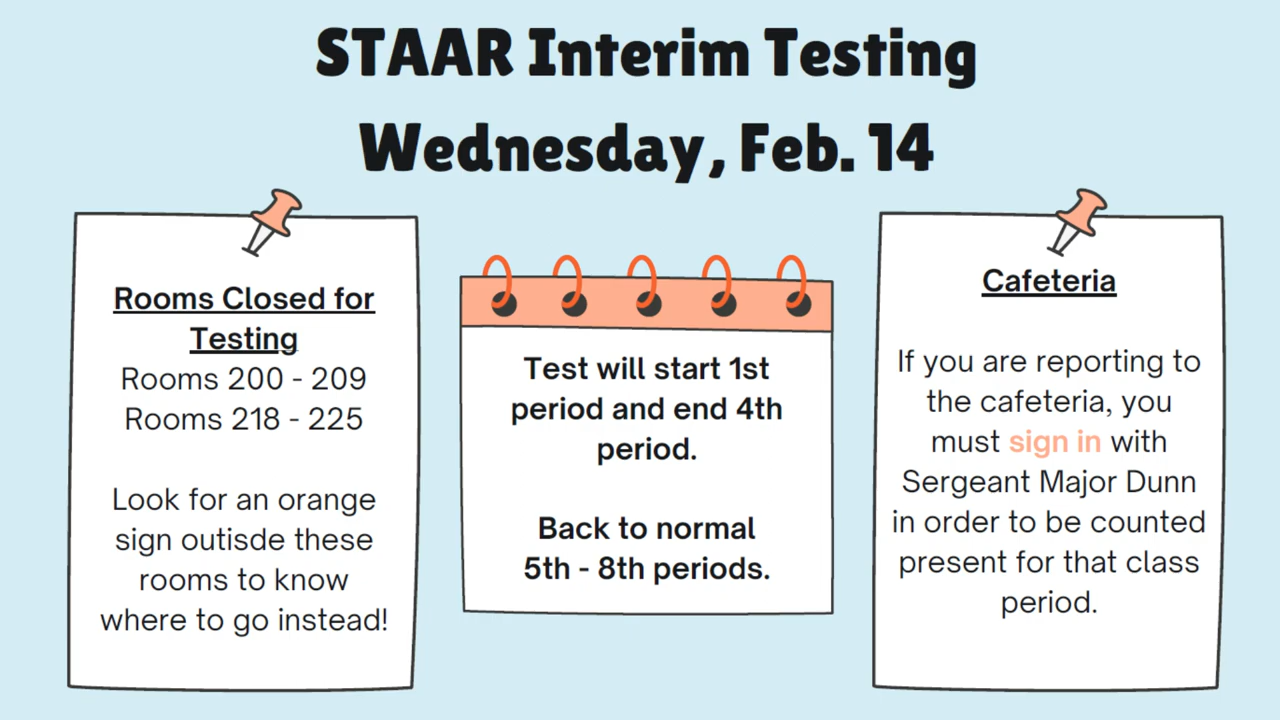 STAAR Interim Testing
Wednesday, Feb. 14
Rooms Closed for
Testing
Rooms 200 - 209
Rooms 218 - 225
Look for an orange
sign outisde these
rooms to know
where to go instead!
Test will start 1st
period and end 4th
period.
Back to normal
5th - 8th periods.
Cafeteria
If you are reporting to
the cafeteria, you
must sign in with
Sergeant Major Dunn
in order to be counted
present for that class
period.